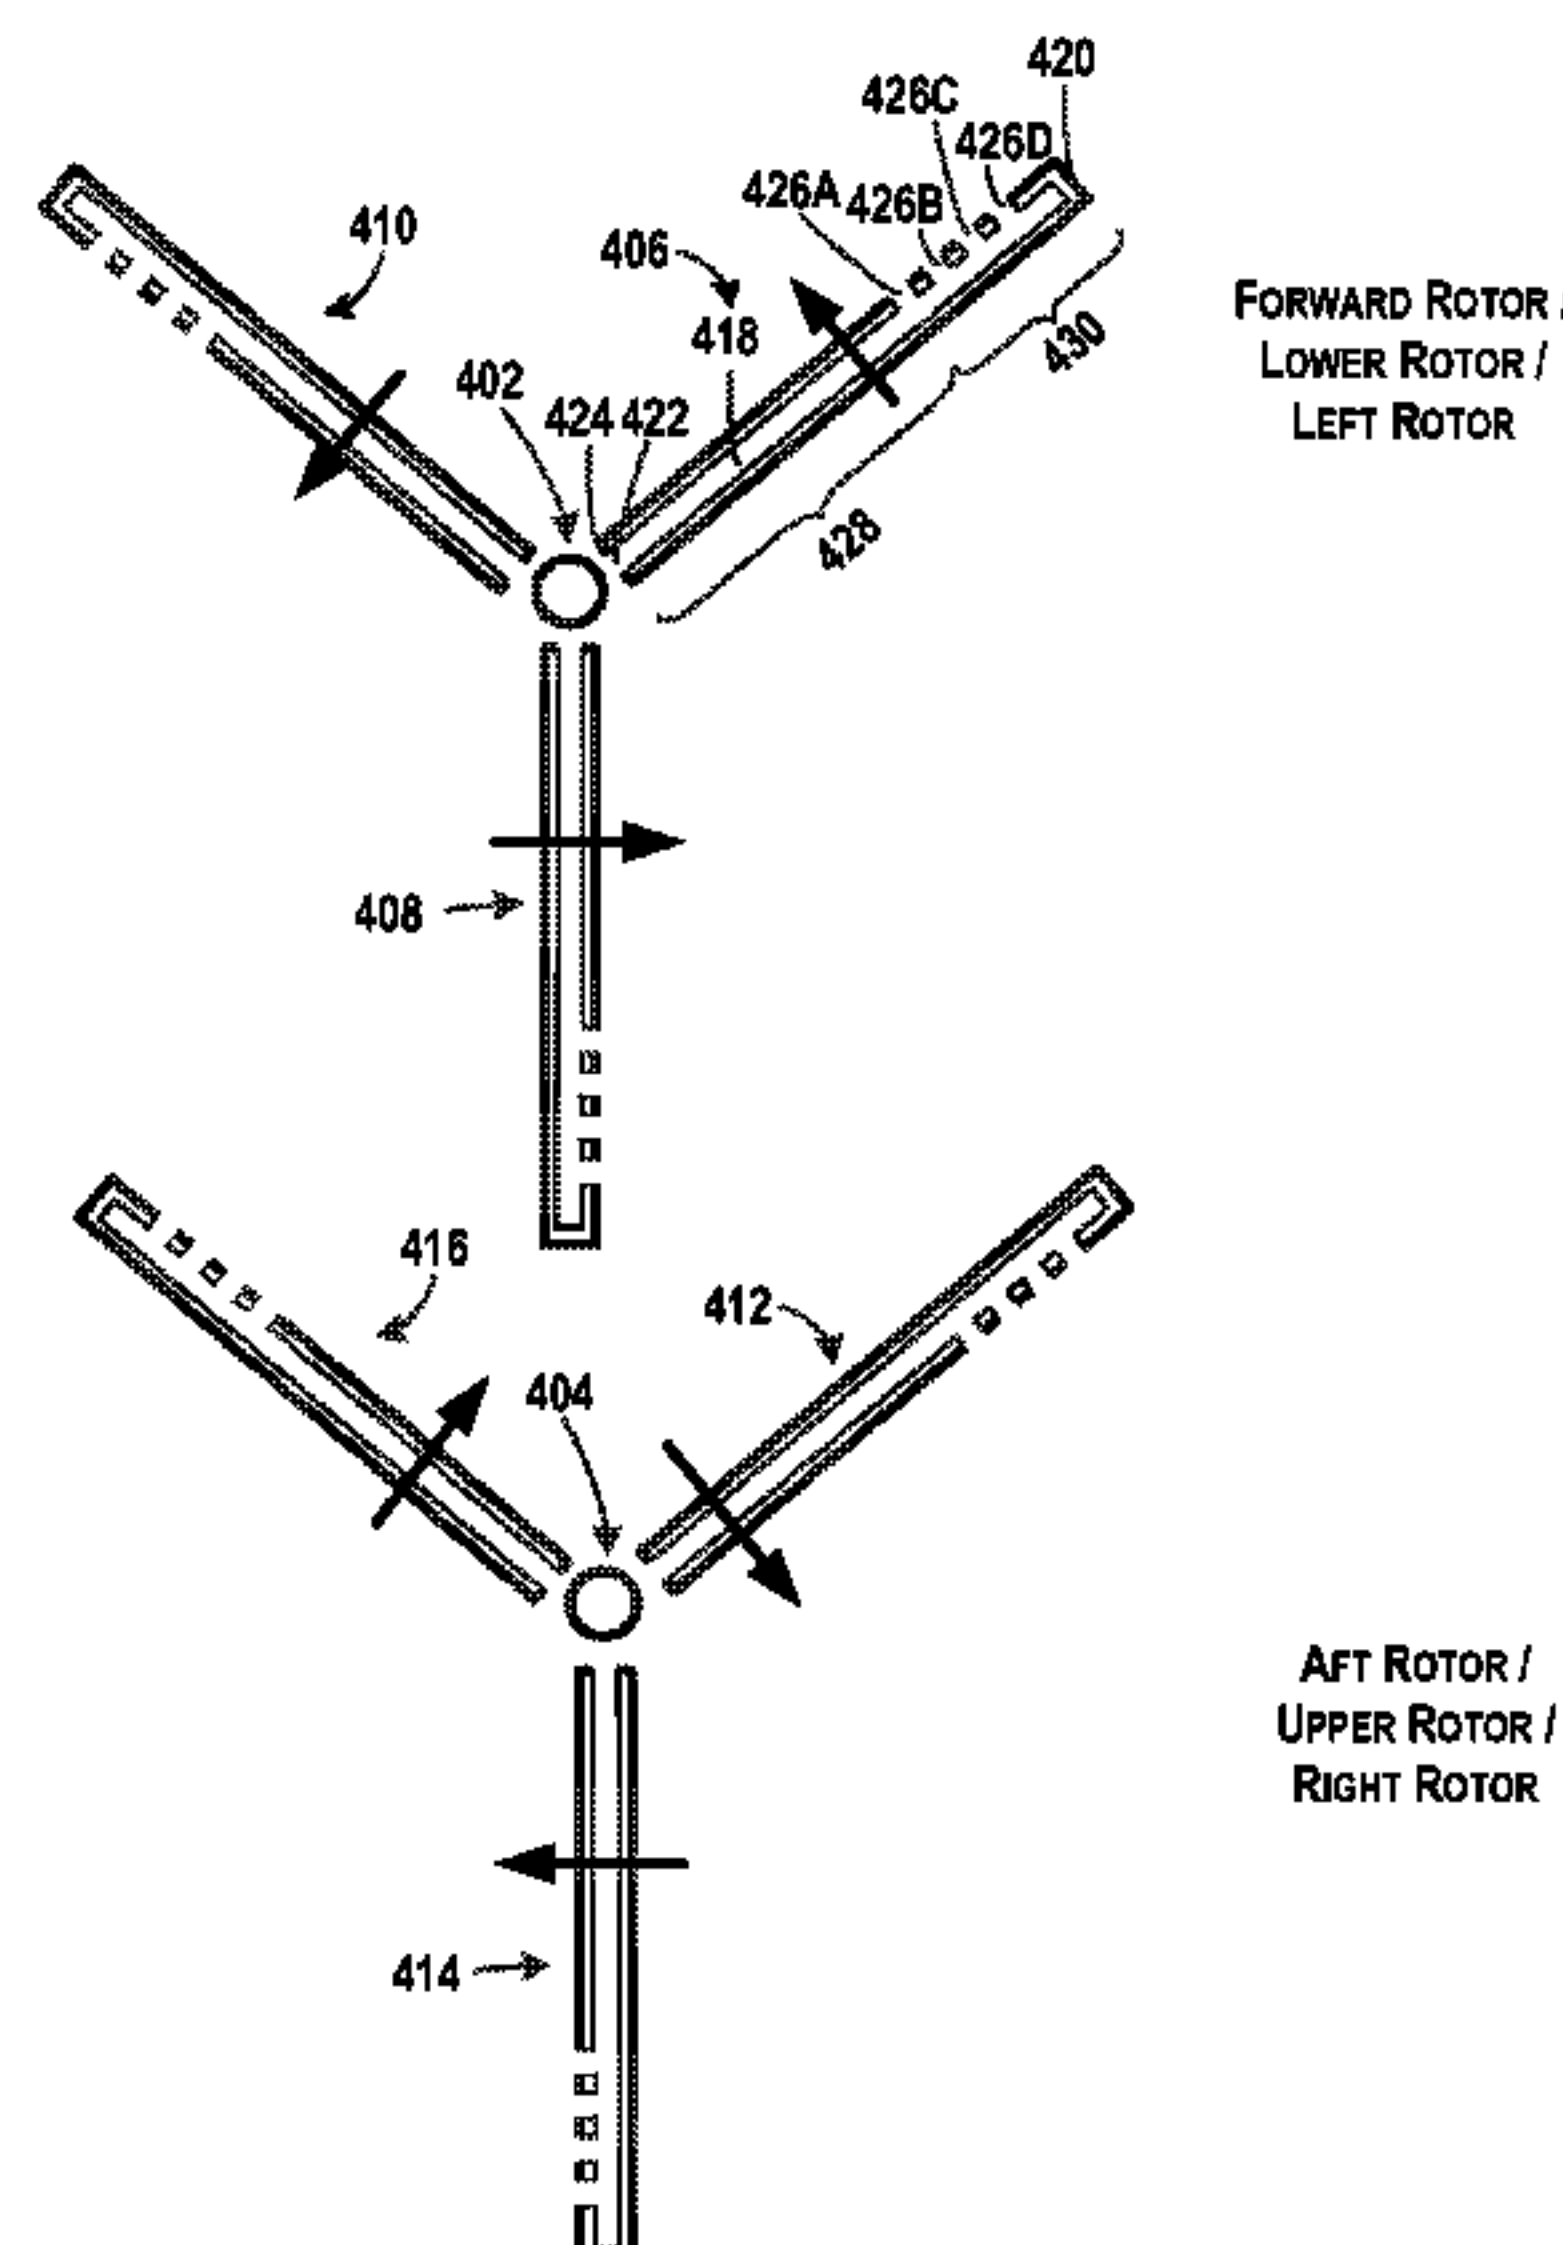 420
426C
426D
426A 426B
410
406
418
402
424 422
430
428
FORWARD ROTOR /
LOWER ROTOR /
LEFT ROTOR
408
416
412
404
AFT ROTOR /
UPPER ROTOR /
RIGHT ROTOR
414